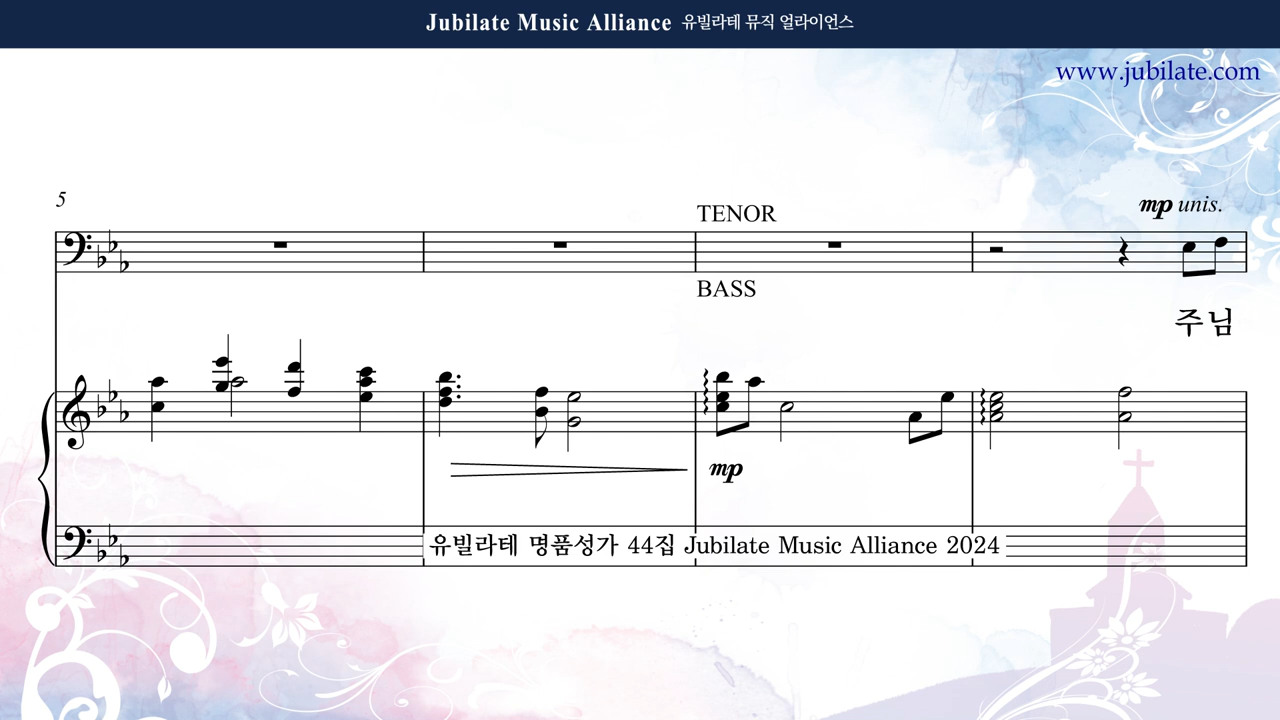 Jubilate Music Alliance 유빌라테 뮤직 얼라이언스
www.jubilate.com
5
TENOR
mp unis.
BASS
주님
mp
유빌라테 명품성가 44집 Jubilate Music Alliance 2024